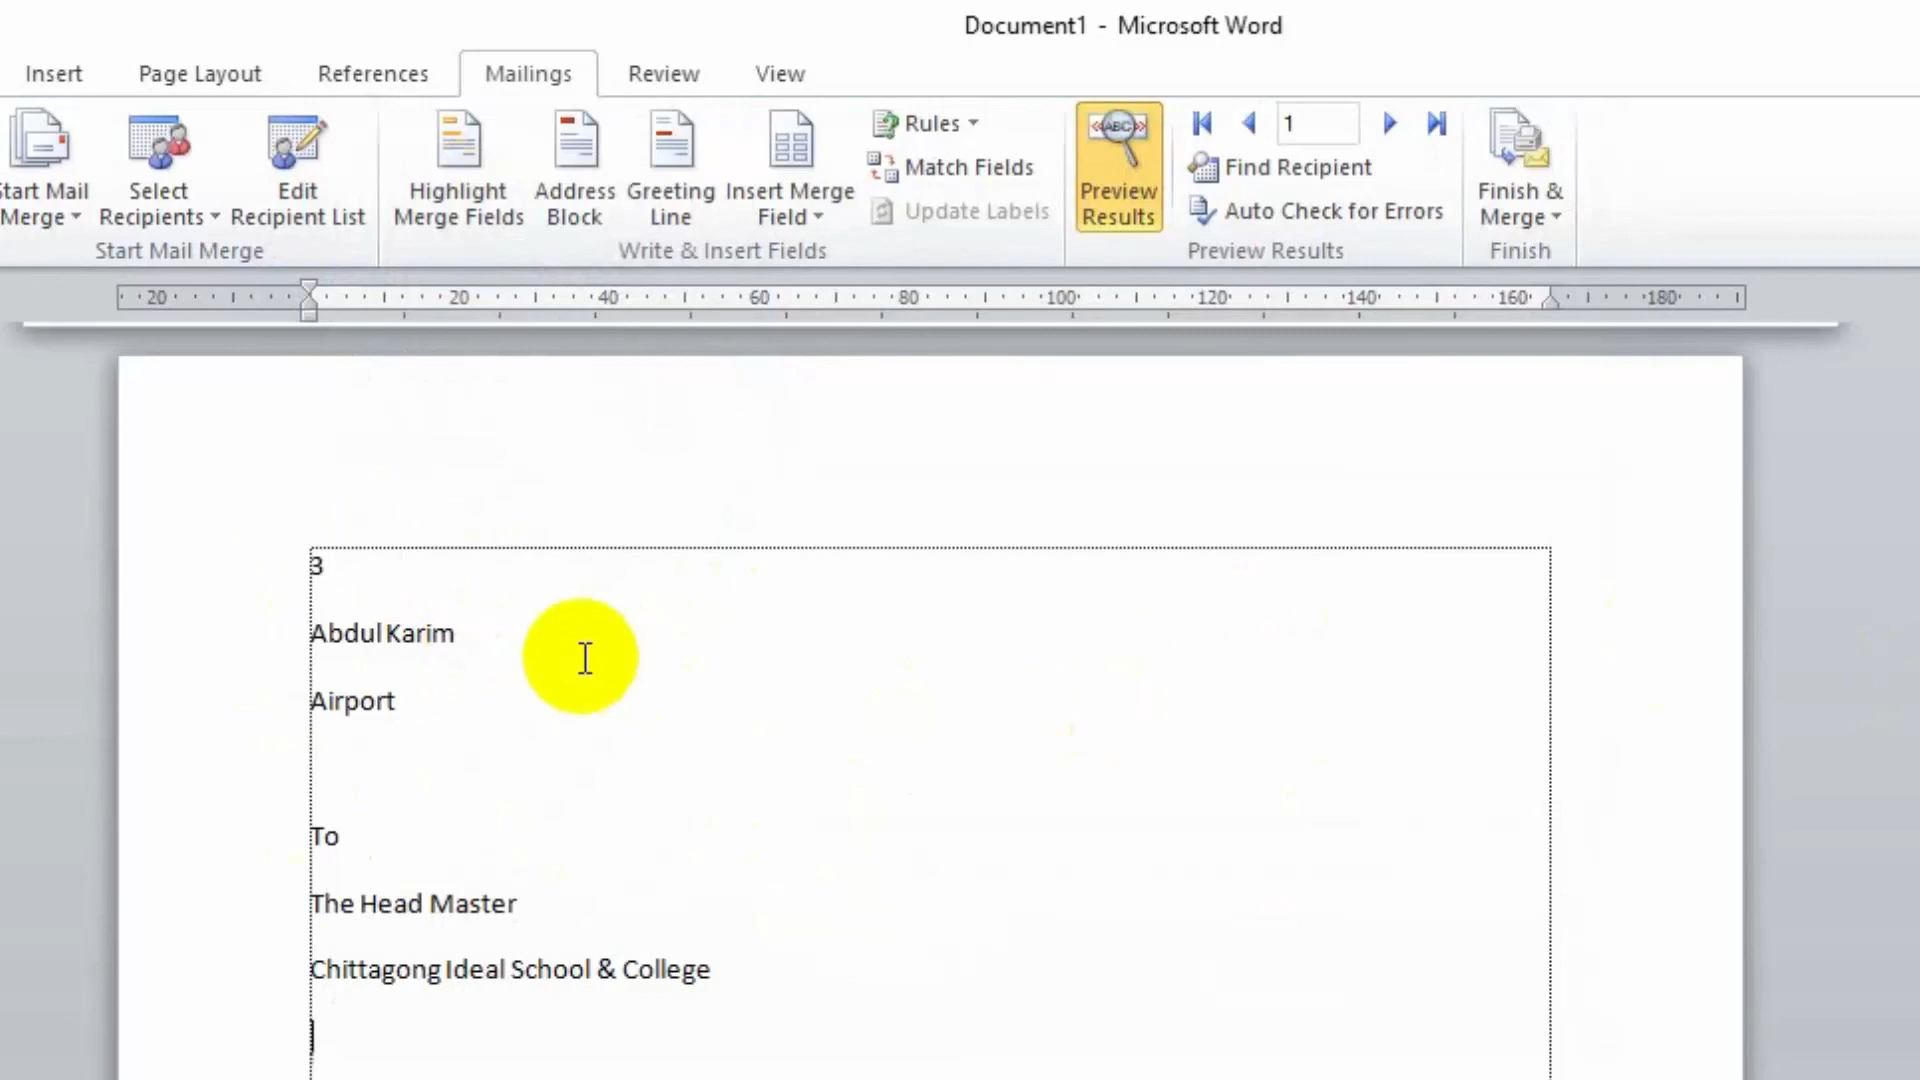 Document1 - Microsoft Word
Insert Page Layout References Mailings Review View
Start Mail Merge
Select Recipients
Edit Recipient List
Start Mail Merge
Highlight Merge Fields
Address Block
Greeting Line
Insert Merge Field
Rules
Match Fields
Update Labels
Write & Insert Fields
«ABC»
Preview Results
1
Find Recipient
Auto Check for Errors
Preview Results
Finish & Merge
Finish
20 20 40 60 80 100 120 140 160 180
3
Abdul Karim
Airport
To
The Head Master
Chittagong Ideal School & College